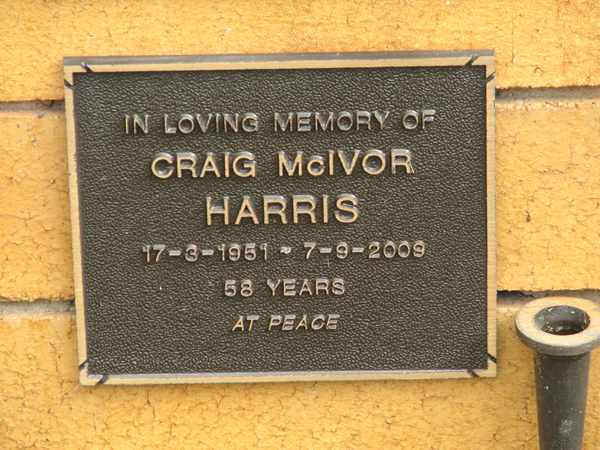 IN LOVING MEMORY OF
CRAIG McIVOR
HARRIS
17-3-1951 ~ 7-9-2009
58 YEARS
AT PEACE